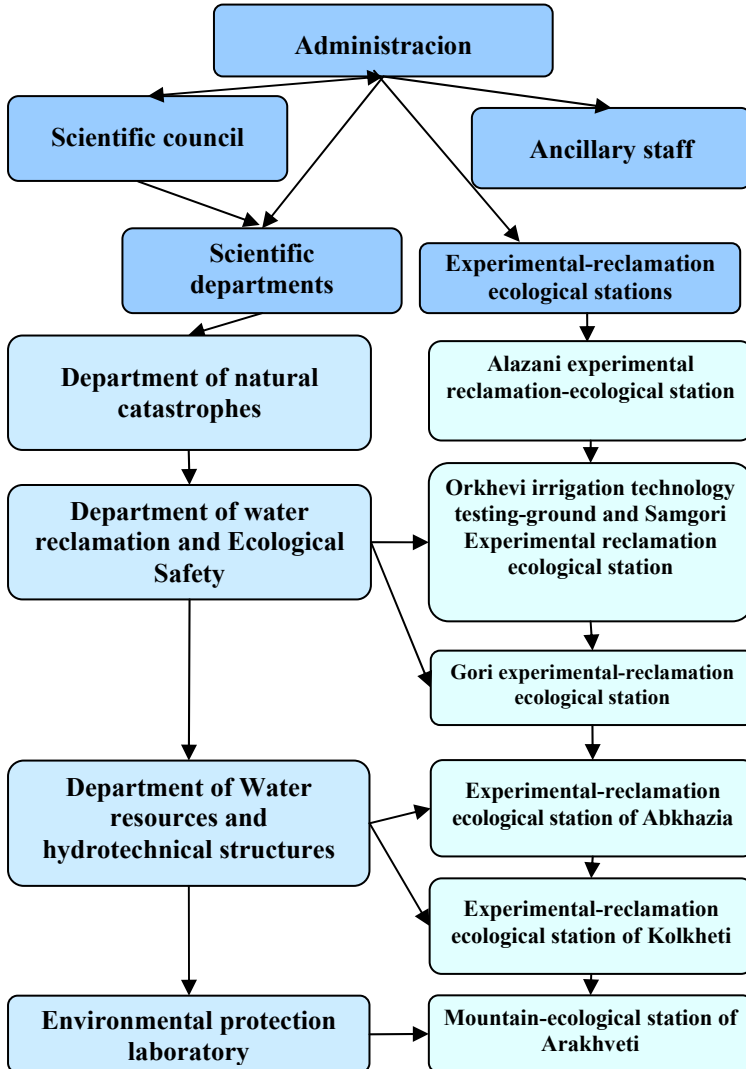 Administracion
Scientific council
Ancillary staff
Scientific
departments
Experimental-reclamation
ecological stations
Department of natural
catastrophes
Alazani experimental
reclamation-ecological station
Department of water
reclamation and Ecological
Safety
Orkhevi irrigation technology
testing-ground and Samgori
Experimental reclamation
ecological station
Gori experimental-reclamation
ecological station
Department of Water
resources and
hydrotechnical structures
Experimental-reclamation
ecological station of Abkhazia
Experimental-reclamation
ecological station of Kolkheti
Environmental protection
laboratory
Mountain-ecological station of
Arakhveti